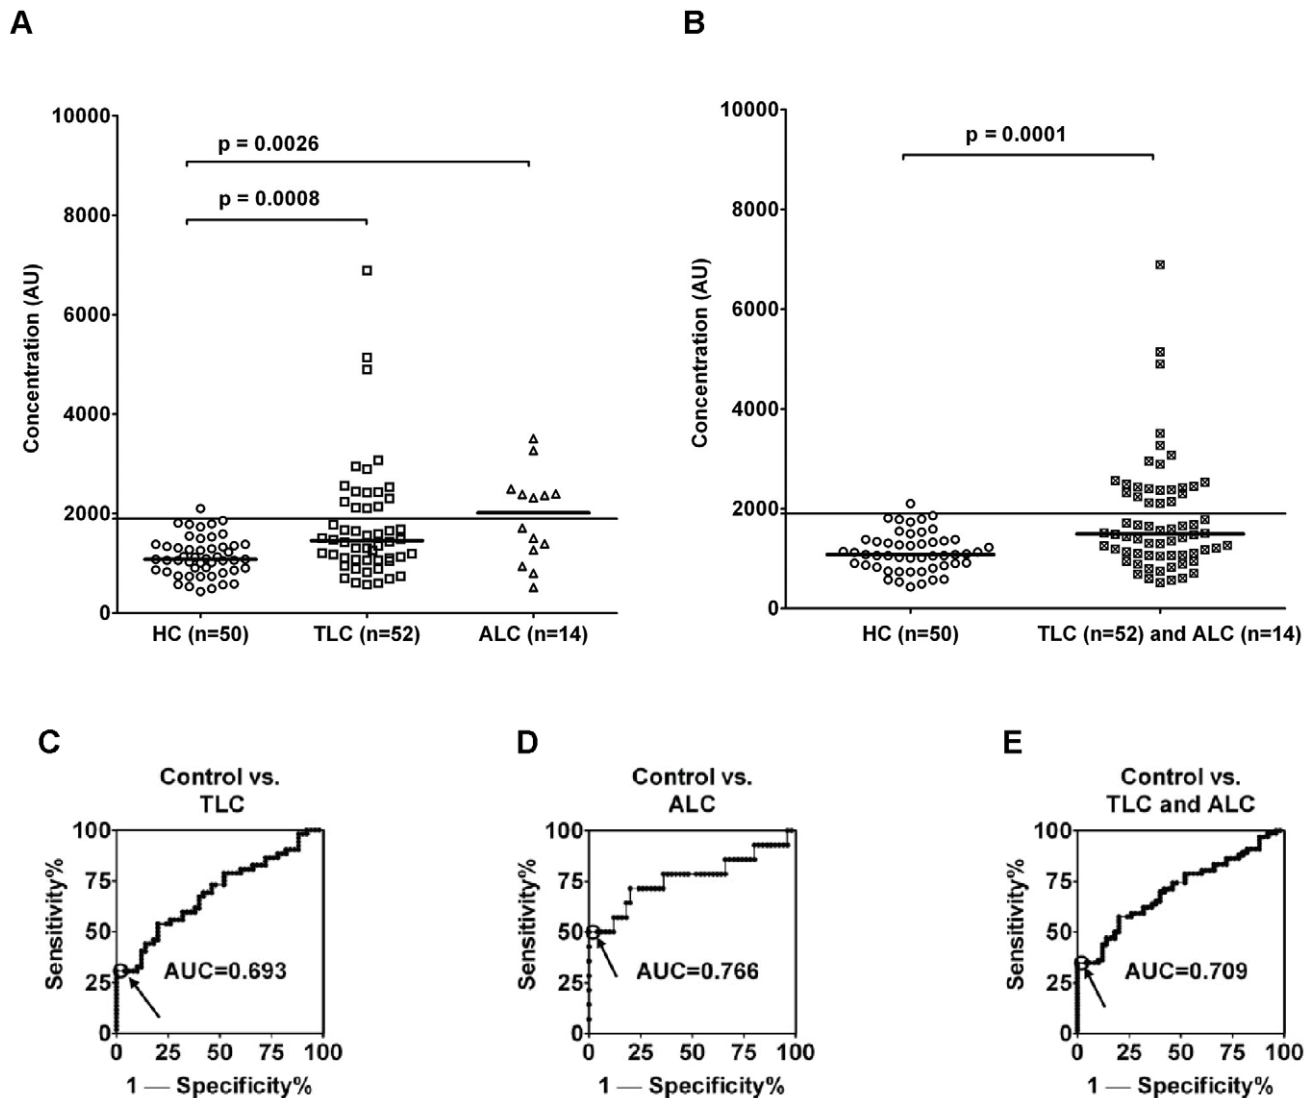 A
B
10000
8000
6000
4000
2000
0
Concentration (AU)
p = 0.0026
p = 0.0008
HC (n=50)
TLC (n=52)
ALC (n=14)
10000
8000
6000
4000
2000
0
Concentration (AU)
p = 0.0001
HC (n=50)
TLC (n=52) and ALC (n=14)
C
Control vs.
TLC
100
75
50
25
0
Sensitivity%
AUC=0.693
0 25 50 75 100
1 — Specificity%
D
Control vs.
ALC
100
75
50
25
0
Sensitivity%
AUC=0.766
0 25 50 75 100
1 — Specificity%
E
Control vs.
TLC and ALC
100
75
50
25
0
Sensitivity%
AUC=0.709
0 25 50 75 100
1 — Specificity%